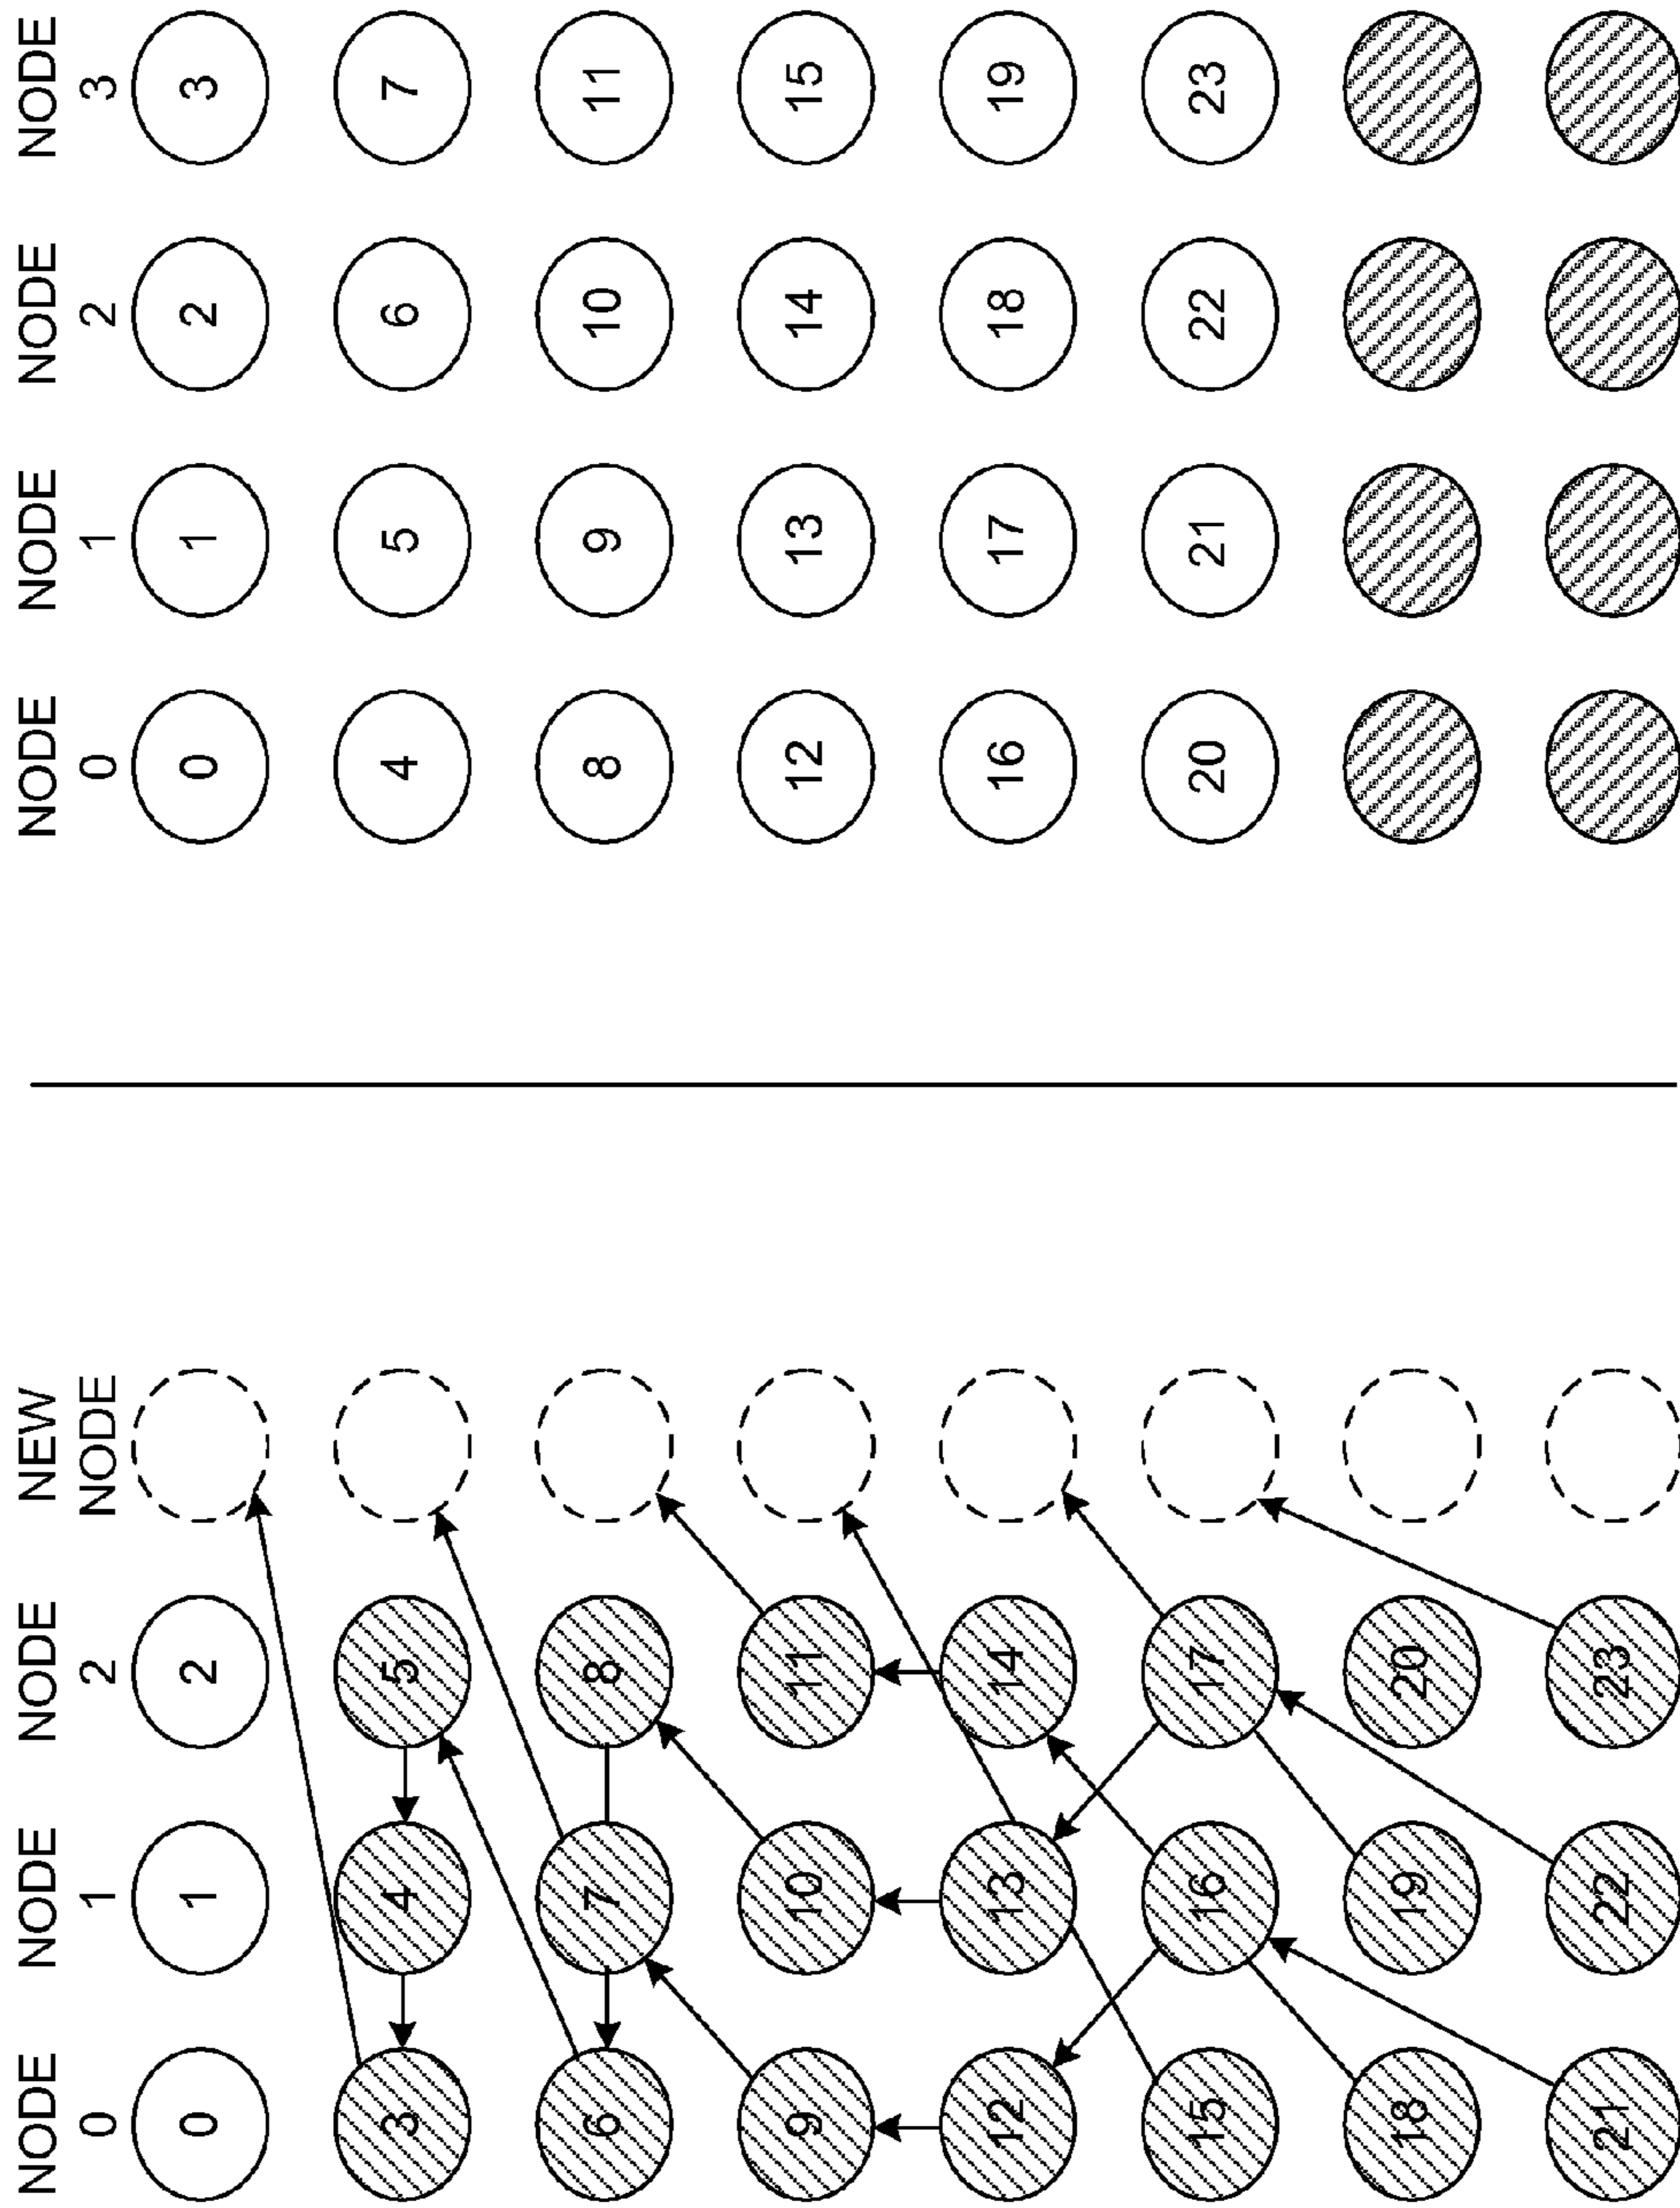 NODE NODE NODE NEW NODE NODE NODE NODE
0 1 2 NODE 0 1 2 3
0 1 2 0 1 2 3
3 4 5 4 5 6 7
6 7 8 8 9 10 11
9 10 11 12 13 14 15
12 13 14 16 17 18 19
15 16 17 20 21 22 23
18 19 20
21 22 23